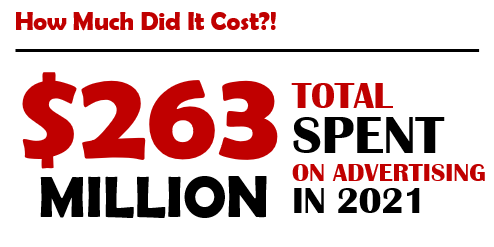 How Much Did It Cost?!
$263
MILLION
TOTAL
SPENT
ON ADVERTISING
IN 2021